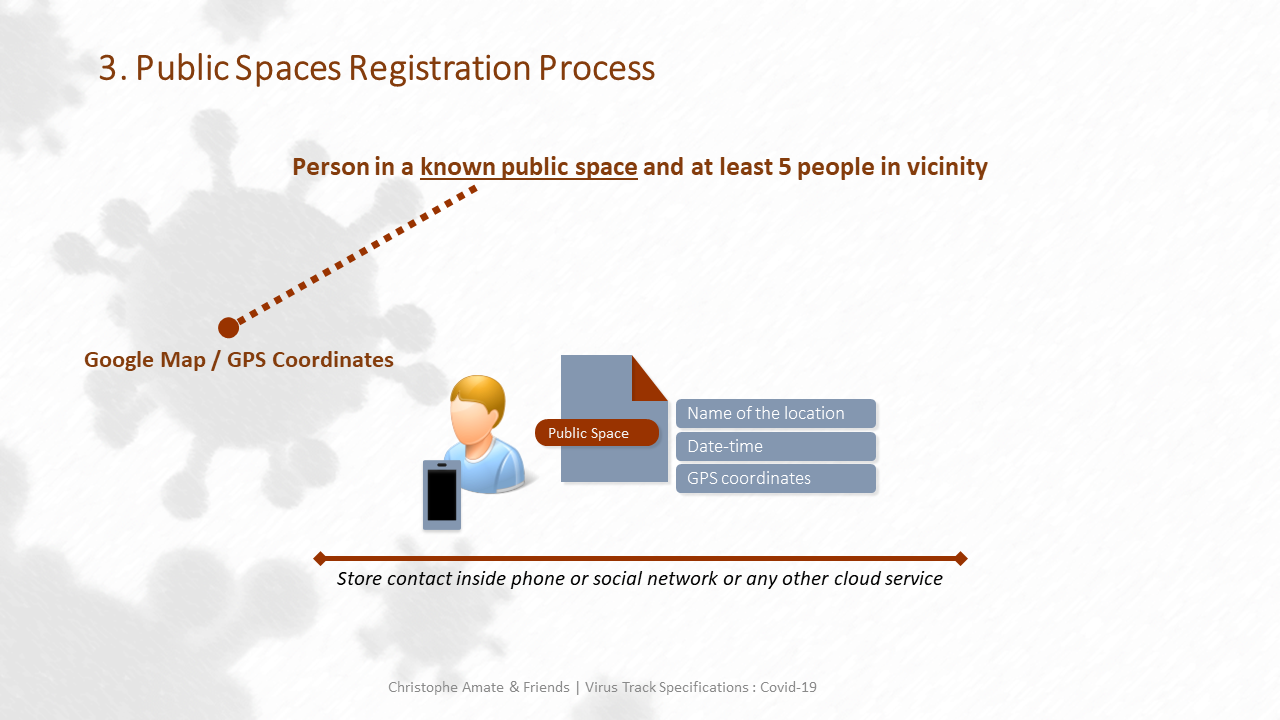 3. Public Spaces Registration Process
Person in a known public space and at least 5 people in vicinity
Google Map / GPS Coordinates
Public Space
Name of the location
Date-time
GPS coordinates
Store contact inside phone or social network or any other cloud service
Christophe Amate & Friends | Virus Track Specifications : Covid-19